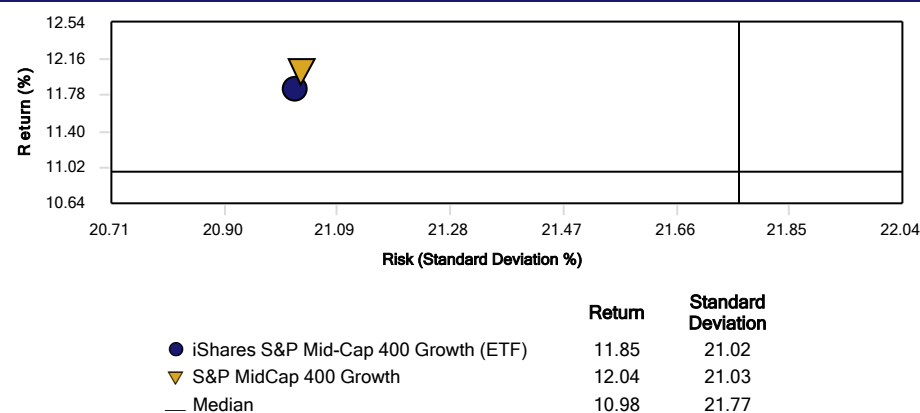 12.54
12.16
11.78
11.40
11.02
10.64
Return (%)
20.71 20.90 21.09 21.28 21.47 21.66 21.85 22.04
Risk (Standard Deviation %)
Return Standard Deviation
iShares S&P Mid-Cap 400 Growth (ETF) 11.85 21.02
S&P MidCap 400 Growth 12.04 21.03
Median 10.98 21.77